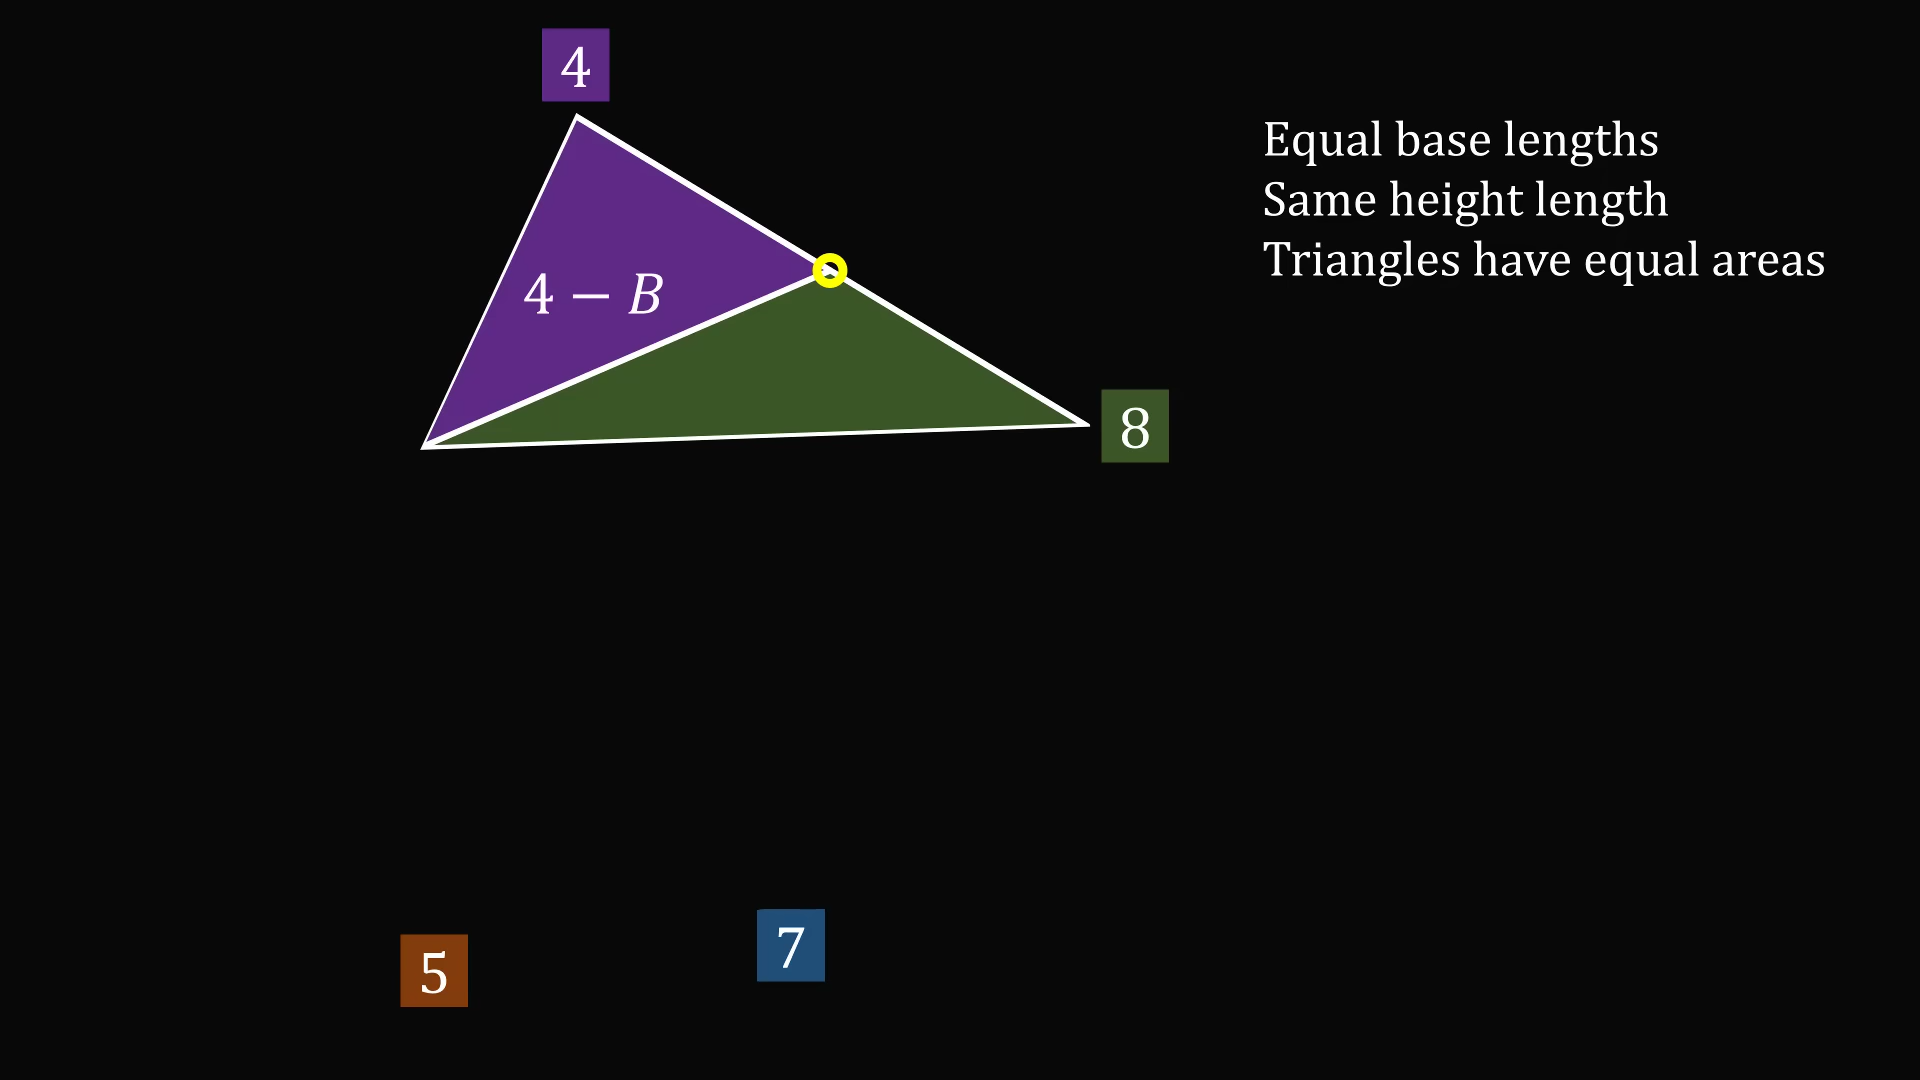 4
Equal base lengths
Same height length
Triangles have equal areas
4 − B
8
5
7